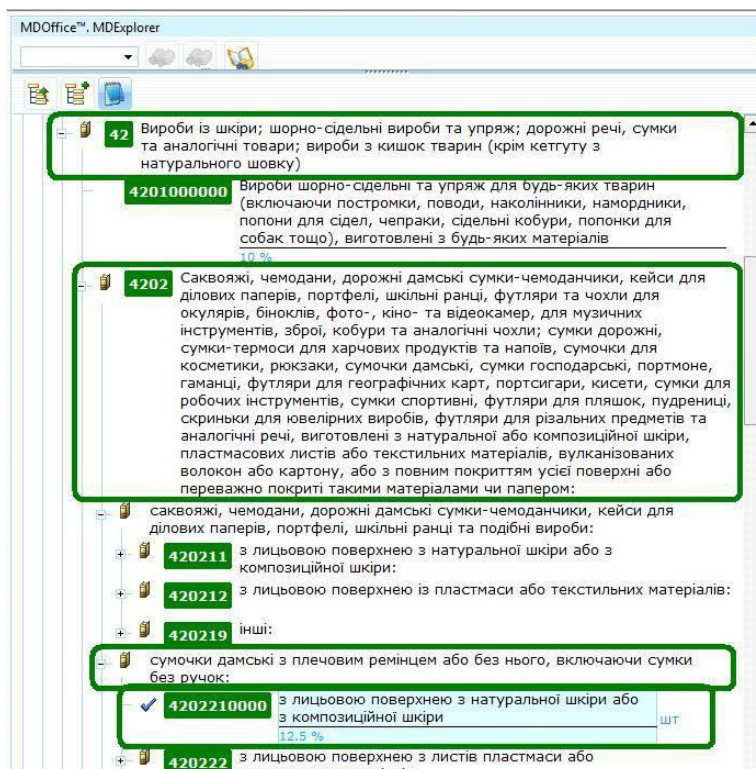 MDOffice™. MDExplorer
42 Вироби із шкіри; шорно-сідельні вироби та упряж; дорожні речі, сумки
та аналогічні товари; вироби з кишок тварин (крім кетгуту з
натурального шовку)
4201000000 Вироби шорно-сідельні та упряж для будь-яких тварин
(включаючи постромки, поводи, наколінники, намордники,
попони для сідел, чепраки, сідельні кобури, попонки для
собак тощо), виготовлені з будь-яких матеріалів
10 %
4202 Саквояжі, чемодани, дорожні дамські сумки-чемоданчики, кейси для
ділових паперів, портфелі, шкільні ранці, футляри та чохли для
окулярів, біноклів, фото-, кіно- та відеокамер, для музичних
інструментів, зброї, кобури та аналогічні чохли; сумки дорожні,
сумки-термоси для харчових продуктів та напоїв, сумочки для
косметики, рюкзаки, сумочки дамські, сумки господарські, портмоне,
гаманці, футляри для географічних карт, портсигари, кисети, сумки для
робочих інструментів, сумки спортивні, футляри для пляшок, пудрениці,
скриньки для ювелірних виробів, футляри для різальних предметів та
аналогічні речі, виготовлені з натуральної або композиційної шкіри,
пластмасових листів або текстильних матеріалів, вулканізованих
волокон або картону, або з повним покриттям усієї поверхні або
переважно покриті такими матеріалами чи папером:
саквояжі, чемодани, дорожні дамські сумки-чемоданчики, кейси для
ділових паперів, портфелі, шкільні ранці та подібні вироби:
420211 з лицьовою поверхнею з натуральної шкіри або з
композиційної шкіри:
420212 з лицьовою поверхнею із пластмаси або текстильних матеріалів:
420219 інші:
сумочки дамські з плечовим ремінцем або без нього, включаючи сумки
без ручок:
4202210000 з лицьовою поверхнею з натуральної шкіри або
з композиційної шкіри
шт
12.5 %
420222 з лицьовою поверхнею з листів пластмаси або